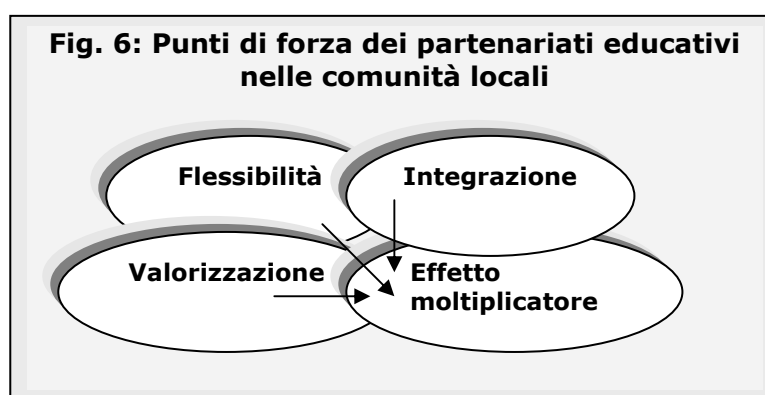 Fig. 6: Punti di forza dei partenariati educativi
nelle comunità locali
Flessibilità
Integrazione
Valorizzazione
Effetto
moltiplicatore